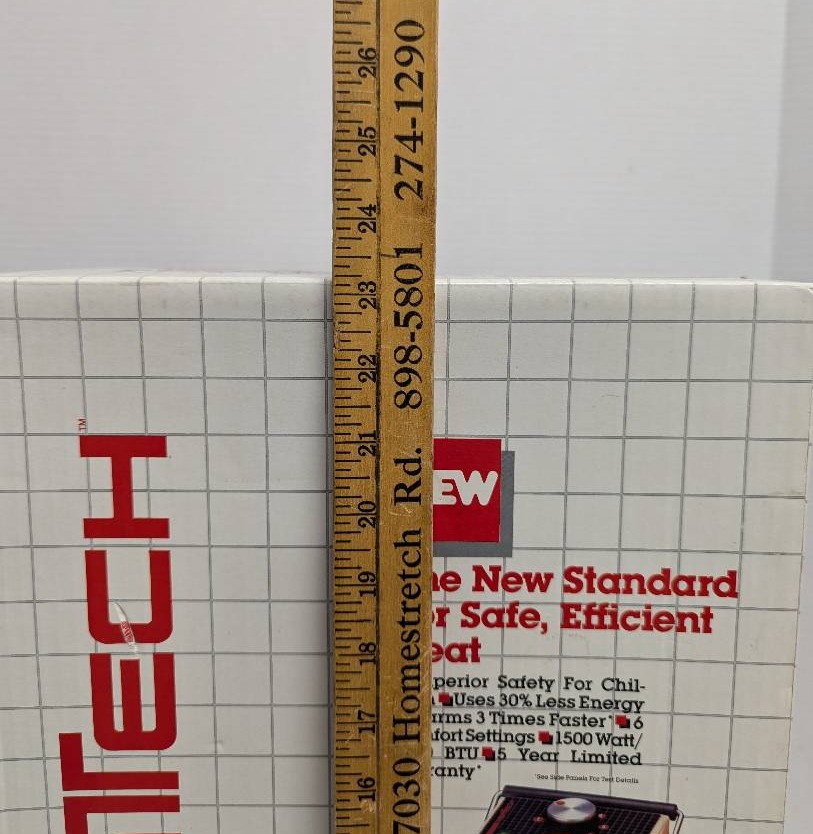 26
25
24
23
22
21
20
19
18
17
16
7030 Homestretch Rd. 898-5801 274-1290
TECH™
EW
e New Standard
r Safe, Efficient
eat
perior Safety For Chil-
Uses 30% Less Energy
rms 3 Times Faster* 6
fort Settings 1500 Watt/
BTU 5 Year Limited
ranty*
*See Side Panels For Test Details